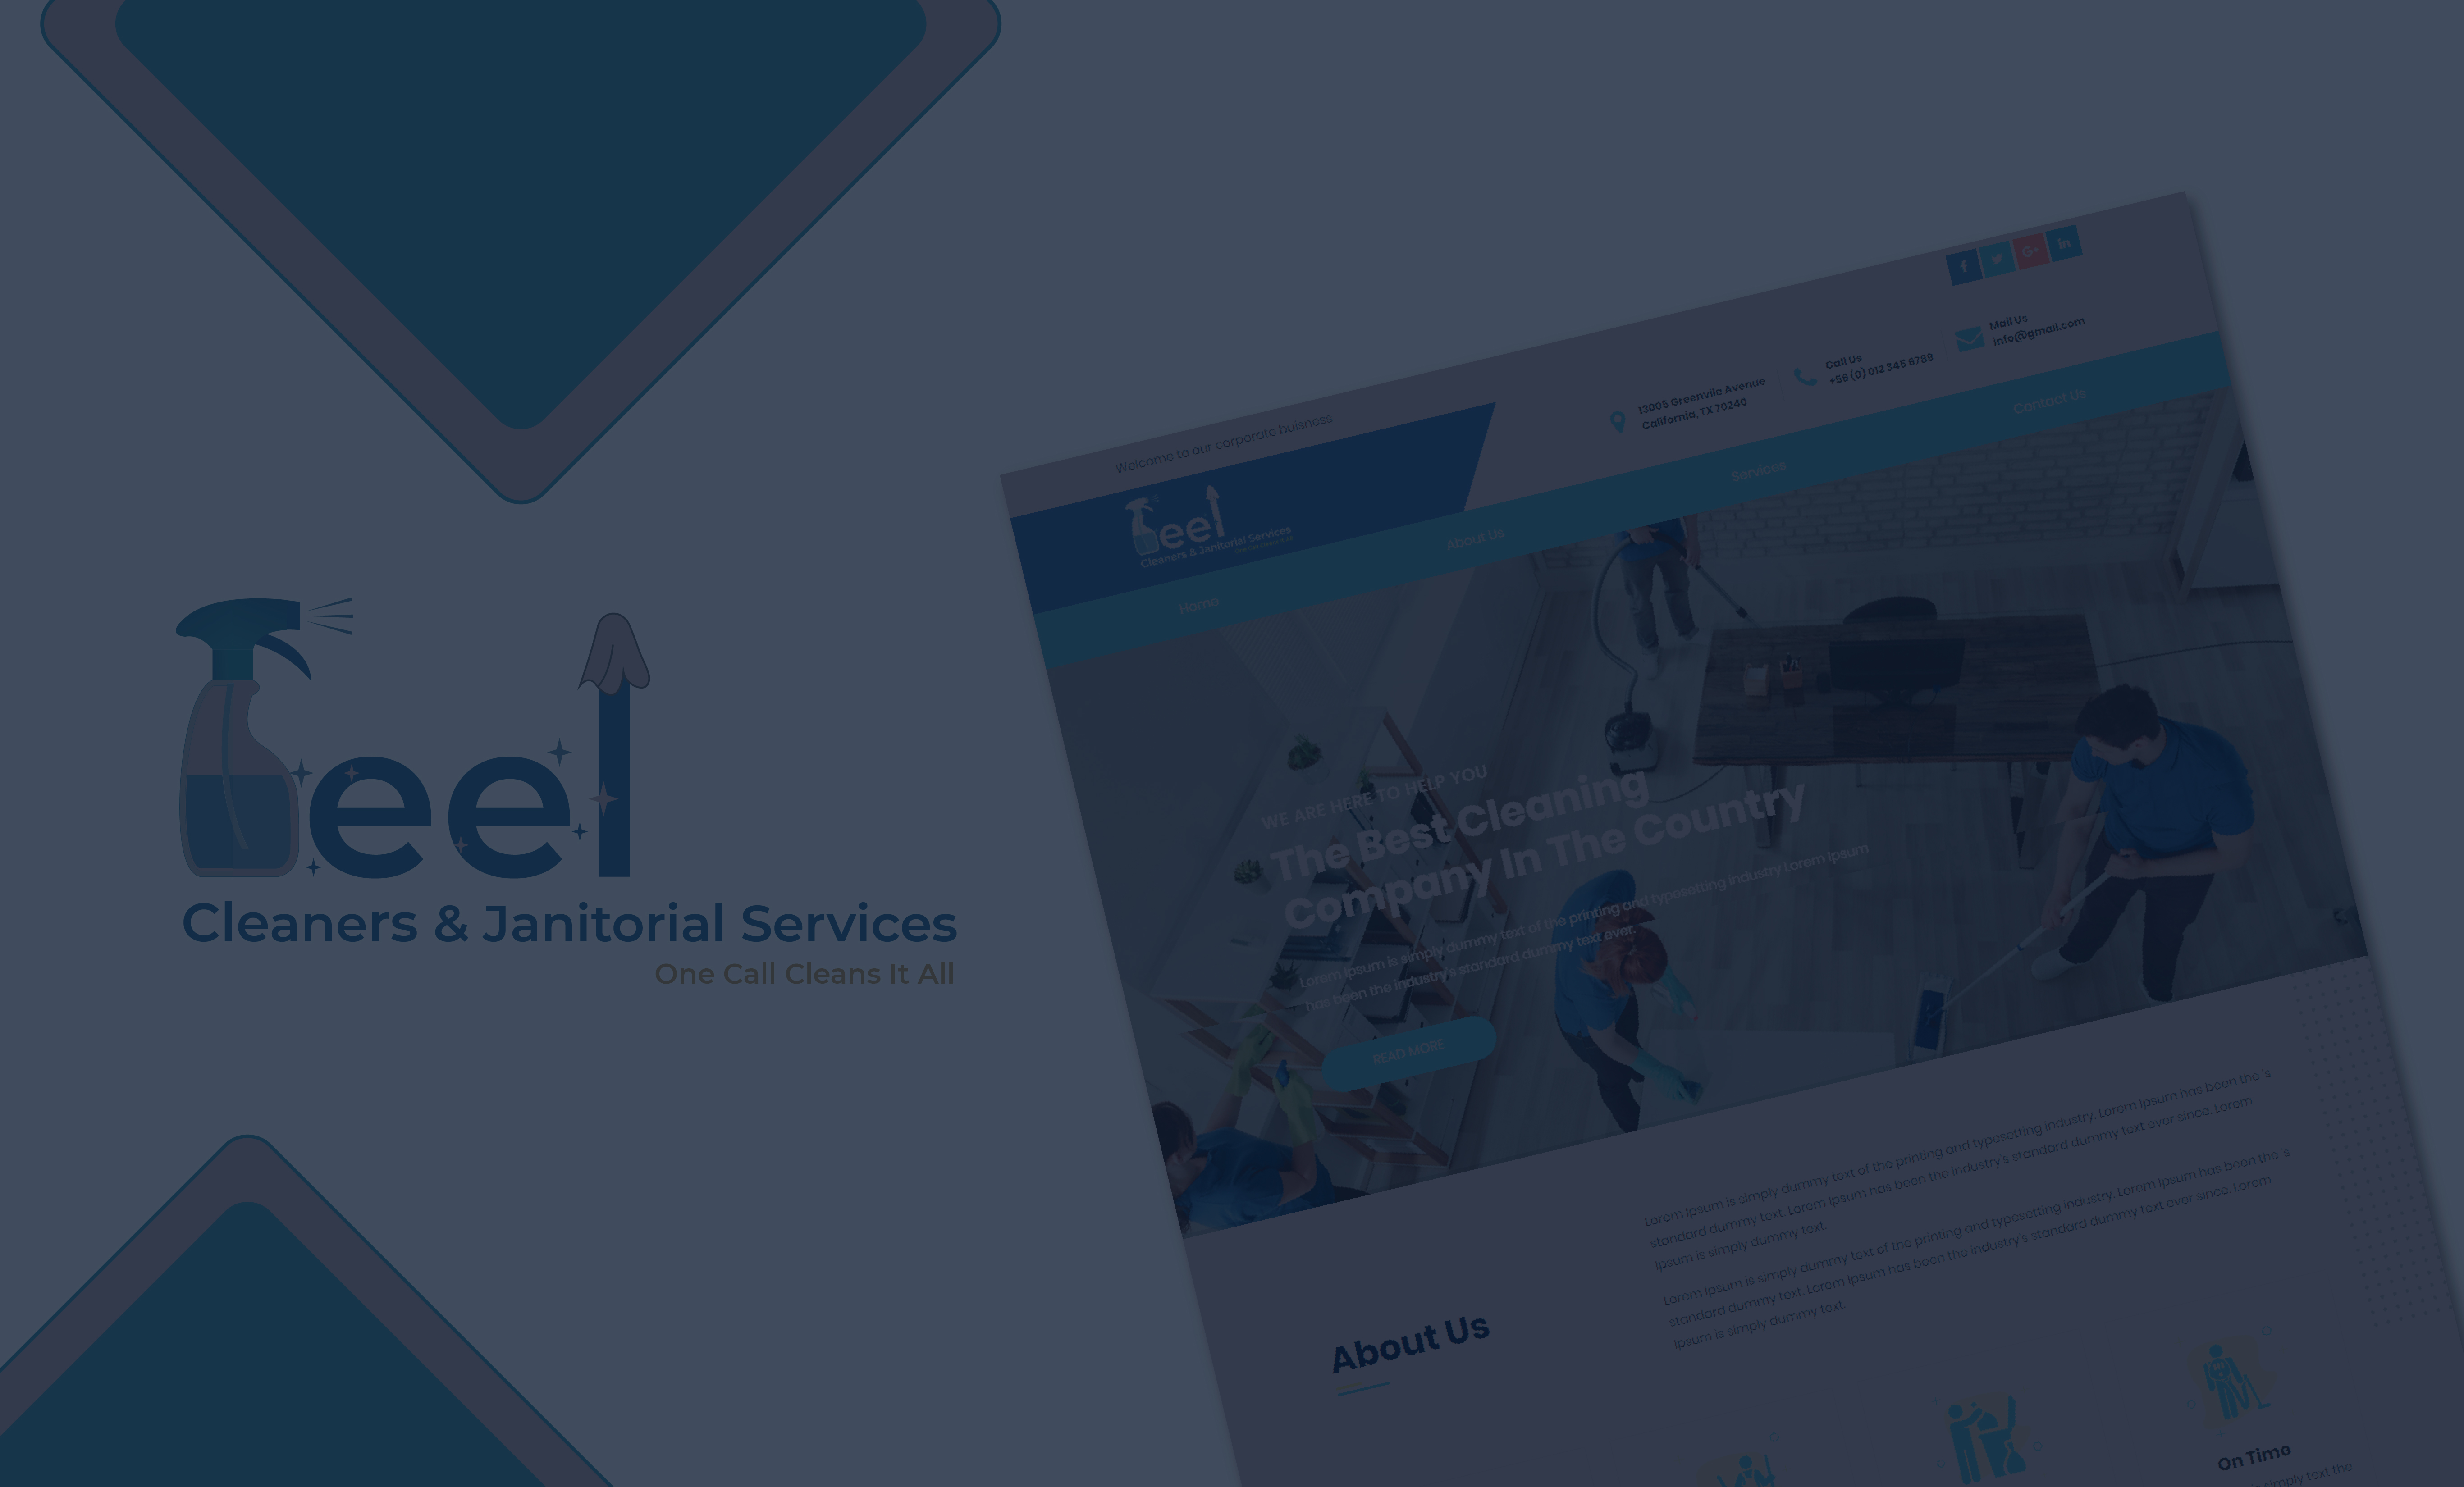 eel
Cleaners & Janitorial Services
One Call Cleans It All
Welcome to our corporate buisness
eel
Cleaners & Janitorial Services
13005 Greenvile Avenue
California, TX 70240
Call Us
+56 (0) 012 345 6789
Mail Us
info@gmail.com
Home
About Us
Services
Contact Us
WE ARE HERE TO HELP YOU
The Best Cleaning
Company In The Country
Lorem Ipsum is simply dummy text of the printing and typesetting industry Lorem Ipsum
has been the industry's standard dummy text ever.
READ MORE
About Us
Lorem Ipsum is simply dummy text of the printing and typesetting industry. Lorem Ipsum has been the 's
standard dummy text. Lorem Ipsum has been the industry's standard dummy text ever since. Lorem
Ipsum is simply dummy text.
Lorem Ipsum is simply dummy text of the printing and typesetting industry. Lorem Ipsum has been the 's
standard dummy text. Lorem Ipsum has been the industry's standard dummy text ever since. Lorem
Ipsum is simply dummy text.
On Time
simply text the